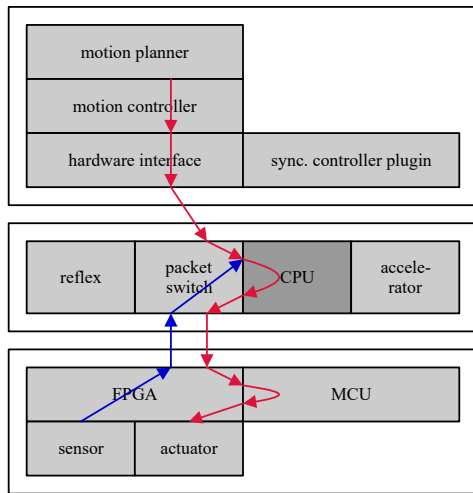 motion planner
motion controller
hardware interface
sync. controller plugin
reflex
packet
switch
CPU
accele-
rator
FPGA
MCU
sensor
actuator